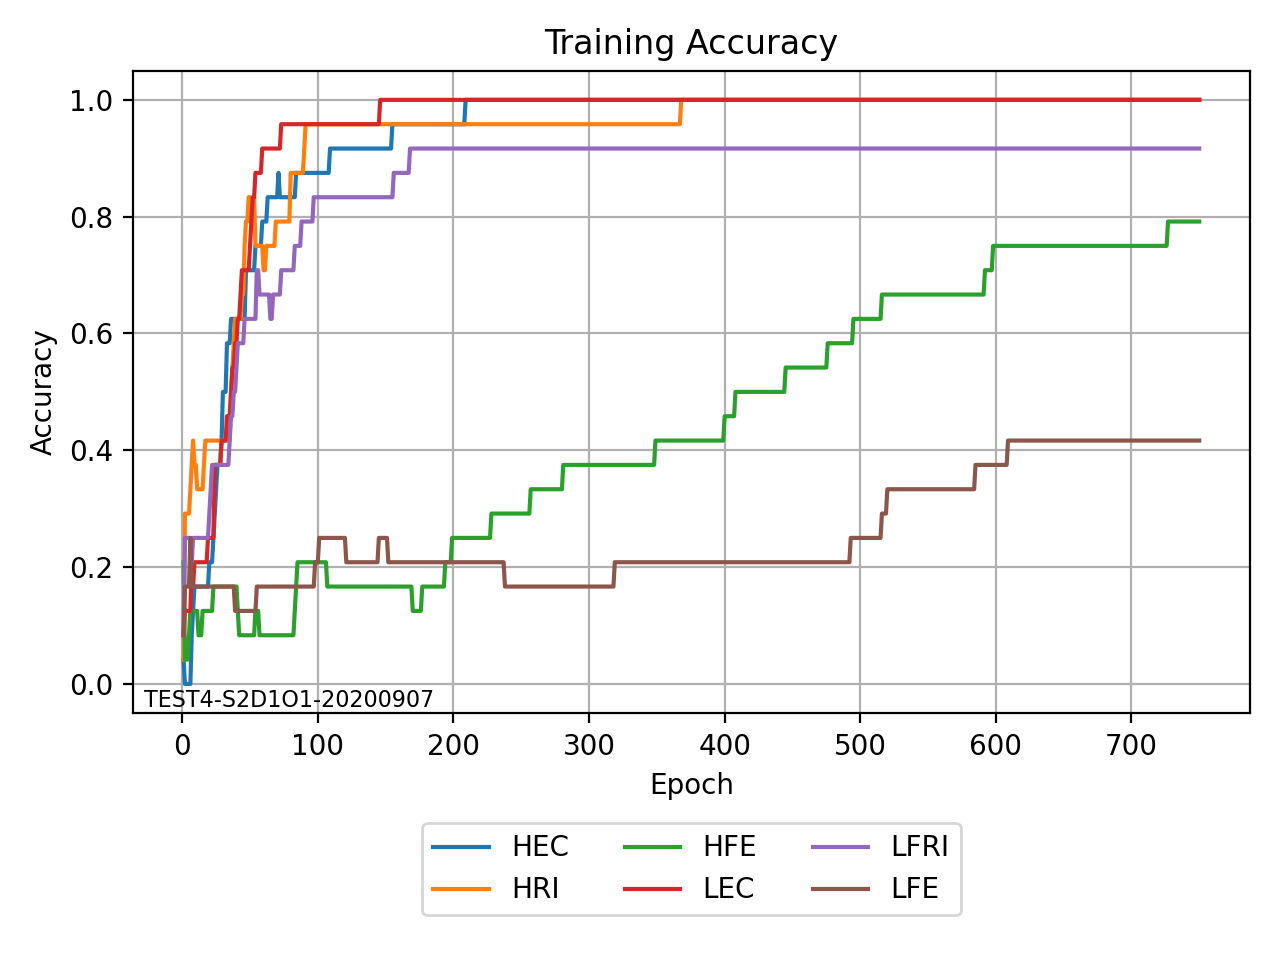 Training Accuracy
1.0
0.8
0.6
0.4
0.2
0.0
Accuracy
TEST4-S2D1O1-20200907
0 100 200 300 400 500 600 700
Epoch
HEC HFE LFRI
HRI LEC LFE